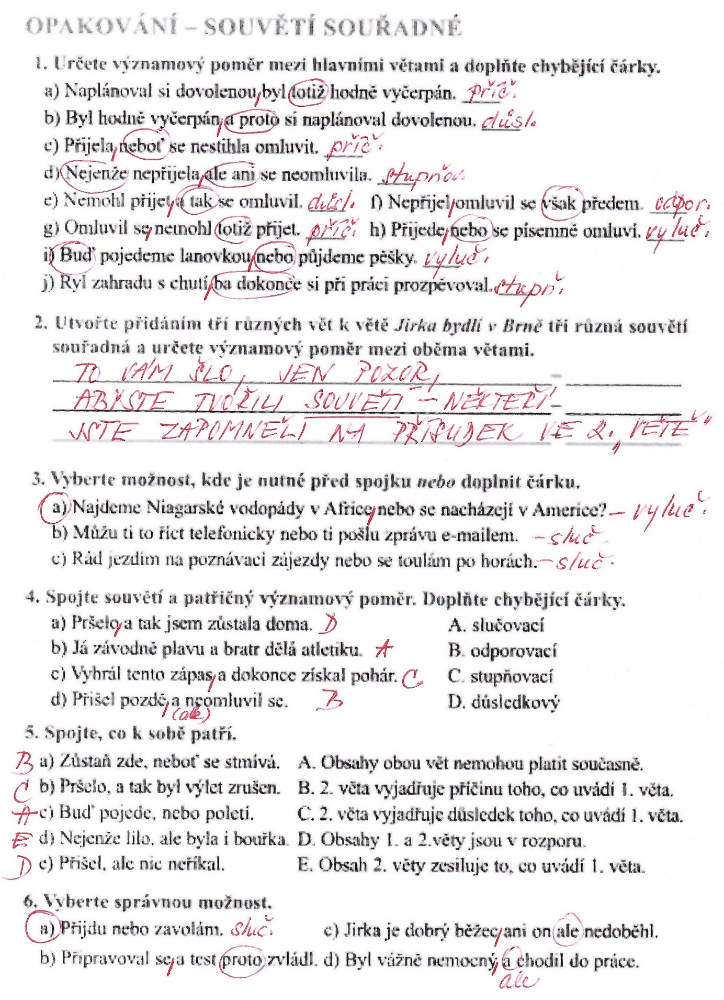 OPAKOVÁNÍ – SOUVĚTÍ SOUŘADNÉ
1. Určete významový poměr mezi hlavními větami a doplňte chybějící čárky.
a) Naplánoval si dovolenou, byl totiž hodně vyčerpán. příč.
b) Byl hodně vyčerpán, a proto si naplánoval dovolenou. důsl.
c) Přijela, neboť se nestihla omluvit. příč.
d) Nejenže nepřijela, ale ani se neomluvila. stupňov.
e) Nemohl přijet, a tak se omluvil. důsl. f) Nepřijel, omluvil se však předem. odpor.
g) Omluvil se, nemohl totiž přijet. příč. h) Přijede, nebo se písemně omluví. vyluč.
i) Buď pojedeme lanovkou, nebo půjdeme pěšky. vyluč.
j) Ryl zahradu s chutí, ba dokonce si při práci prozpěvoval. stupň.
2. Utvořte přidáním tří různých vět k větě Jirka bydlí v Brně tři různá souvětí
souřadná a určete významový poměr mezi oběma větami.
TO VÁM ŠLO, JEN POZOR, –
ABYSTE TVOŘILI SOUVĚTÍ – NĚKTEŘÍ –
JSTE ZAPOMNĚLI NA PŘÍSUDEK VE 2. „VĚTĚ"
3. Vyberte možnost, kde je nutné před spojku nebo doplnit čárku.
a) Najdeme Niagarské vodopády v Africe, nebo se nacházejí v Americe? – vyluč.
b) Můžu ti to říct telefonicky nebo ti pošlu zprávu e-mailem. – sluč.
c) Rád jezdím na poznávací zájezdy nebo se toulám po horách. – sluč.
4. Spojte souvětí a patřičný významový poměr. Doplňte chybějící čárky.
a) Pršelo, a tak jsem zůstala doma. D A. slučovací
b) Já závodně plavu a bratr dělá atletiku. A B. odporovací
c) Vyhrál tento zápas, a dokonce získal pohár. C C. stupňovací
d) Přišel pozdě, a neomluvil se. B D. důsledkový
(ale)
5. Spojte, co k sobě patří.
B a) Zůstaň zde, neboť se stmívá. A. Obsahy obou vět nemohou platit současně.
C b) Pršelo, a tak byl výlet zrušen. B. 2. věta vyjadřuje příčinu toho, co uvádí 1. věta.
A c) Buď pojede, nebo poletí. C. 2. věta vyjadřuje důsledek toho, co uvádí 1. věta.
E d) Nejenže lilo, ale byla i bouřka. D. Obsahy 1. a 2.věty jsou v rozporu.
D e) Přišel, ale nic neříkal. E. Obsah 2. věty zesiluje to, co uvádí 1. věta.
6. Vyberte správnou možnost.
a) Přijdu nebo zavolám. sluč. c) Jirka je dobrý běžec, ani on ale nedoběhl.
b) Připravoval se, a test proto zvládl. d) Byl vážně nemocný, a chodil do práce.
ale